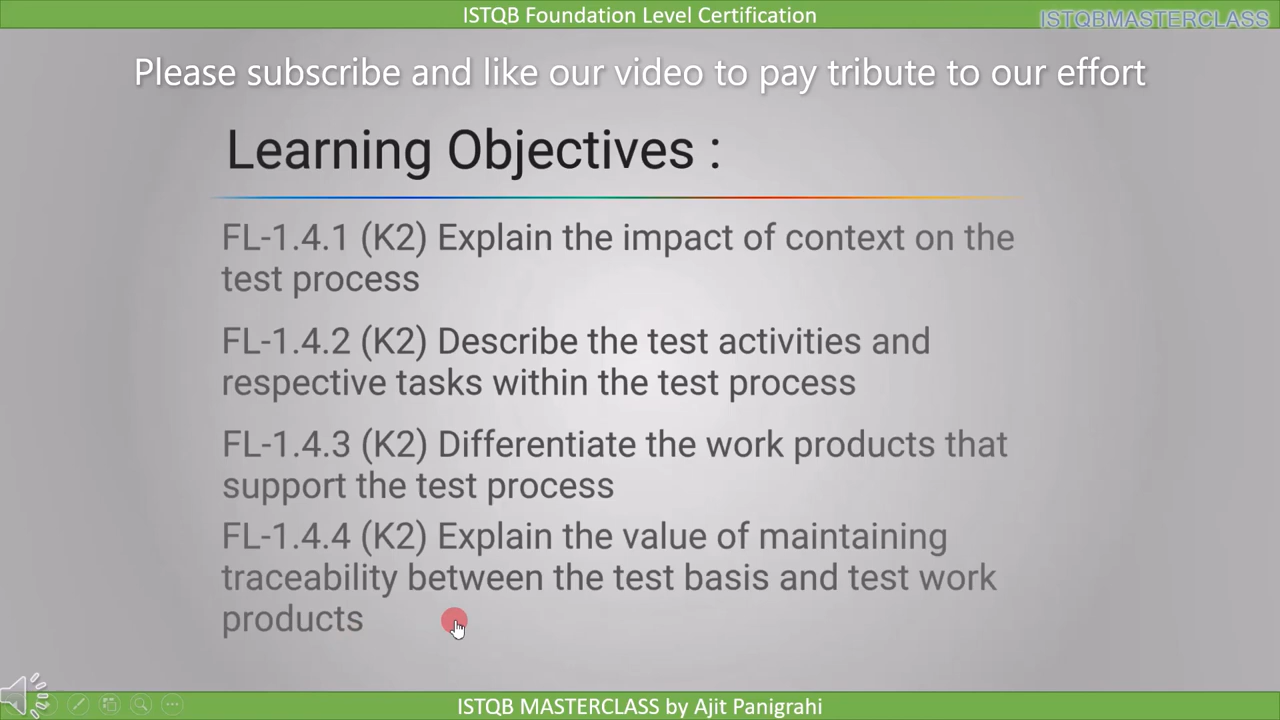 ISTQB Foundation Level Certification
ISTQBMASTERCLASS
Please subscribe and like our video to pay tribute to our effort
Learning Objectives :
FL-1.4.1 (K2) Explain the impact of context on the
test process
FL-1.4.2 (K2) Describe the test activities and
respective tasks within the test process
FL-1.4.3 (K2) Differentiate the work products that
support the test process
FL-1.4.4 (K2) Explain the value of maintaining
traceability between the test basis and test work
products
ISTQB MASTERCLASS by Ajit Panigrahi